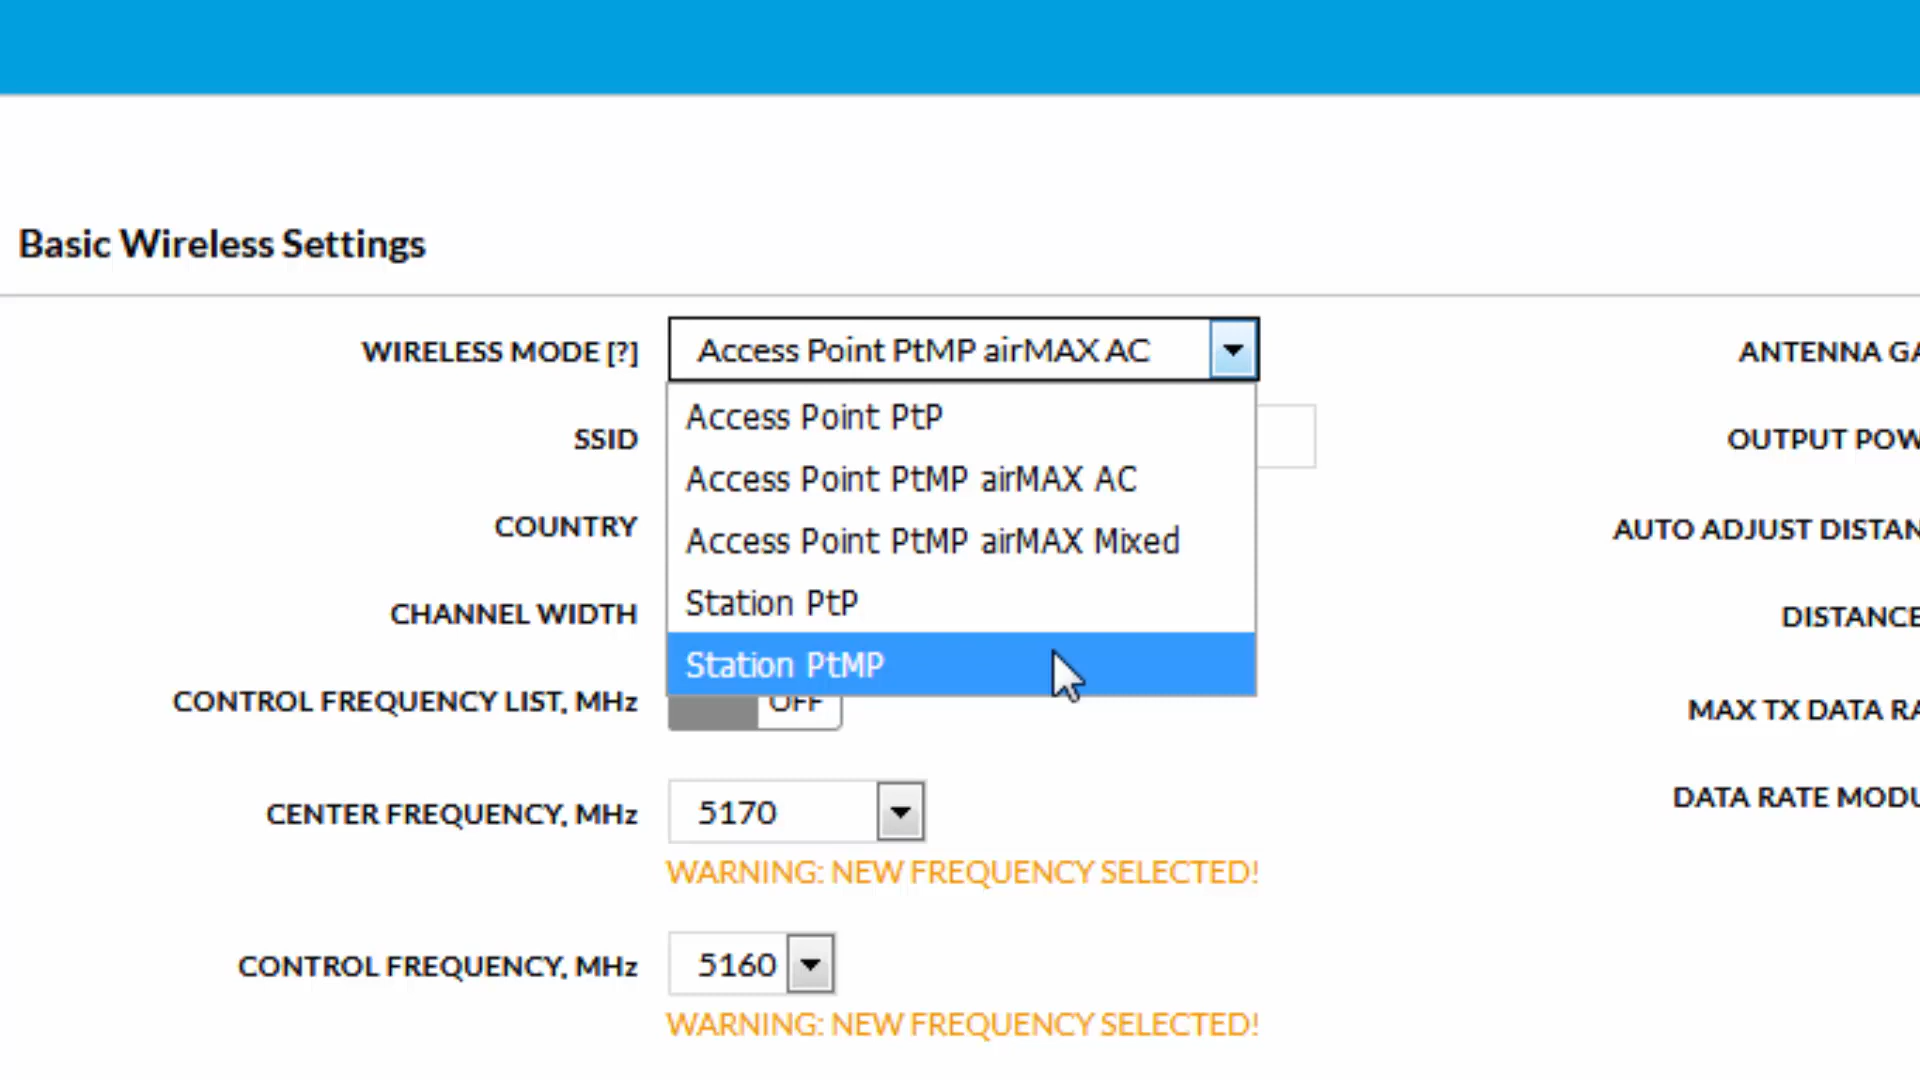 Basic Wireless Settings
WIRELESS MODE [?]
Access Point PtMP airMAX AC
ANTENNA GA
Access Point PtP
SSID
OUTPUT POW
Access Point PtMP airMAX AC
COUNTRY
Access Point PtMP airMAX Mixed
AUTO ADJUST DISTAN
Station PtP
CHANNEL WIDTH
DISTANCE
Station PtMP
CONTROL FREQUENCY LIST, MHz
OFF
MAX TX DATA RA
CENTER FREQUENCY, MHz
5170
DATA RATE MODU
WARNING: NEW FREQUENCY SELECTED!
CONTROL FREQUENCY, MHz
5160
WARNING: NEW FREQUENCY SELECTED!